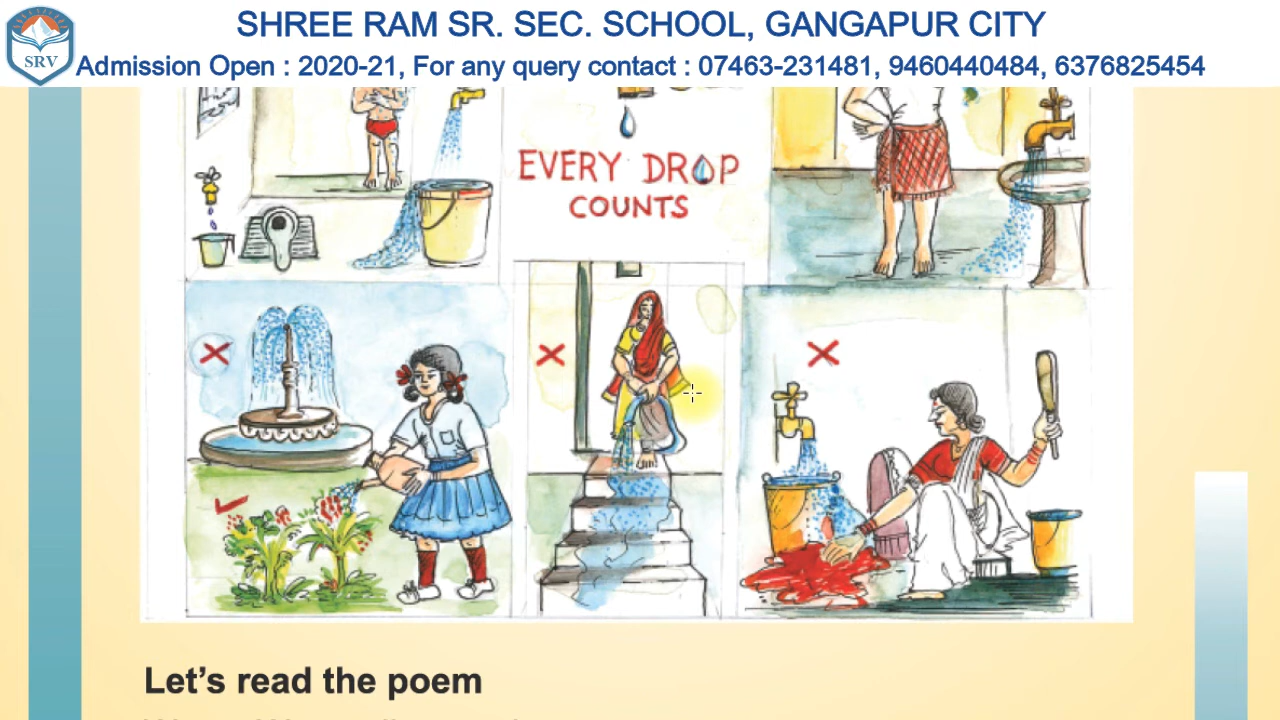 SHREE RAM SR. SEC. SCHOOL, GANGAPUR CITY
SRV
Admission Open : 2020-21, For any query contact : 07463-231481, 9460440484, 6376825454
EVERY DROP
COUNTS
Let's read the poem